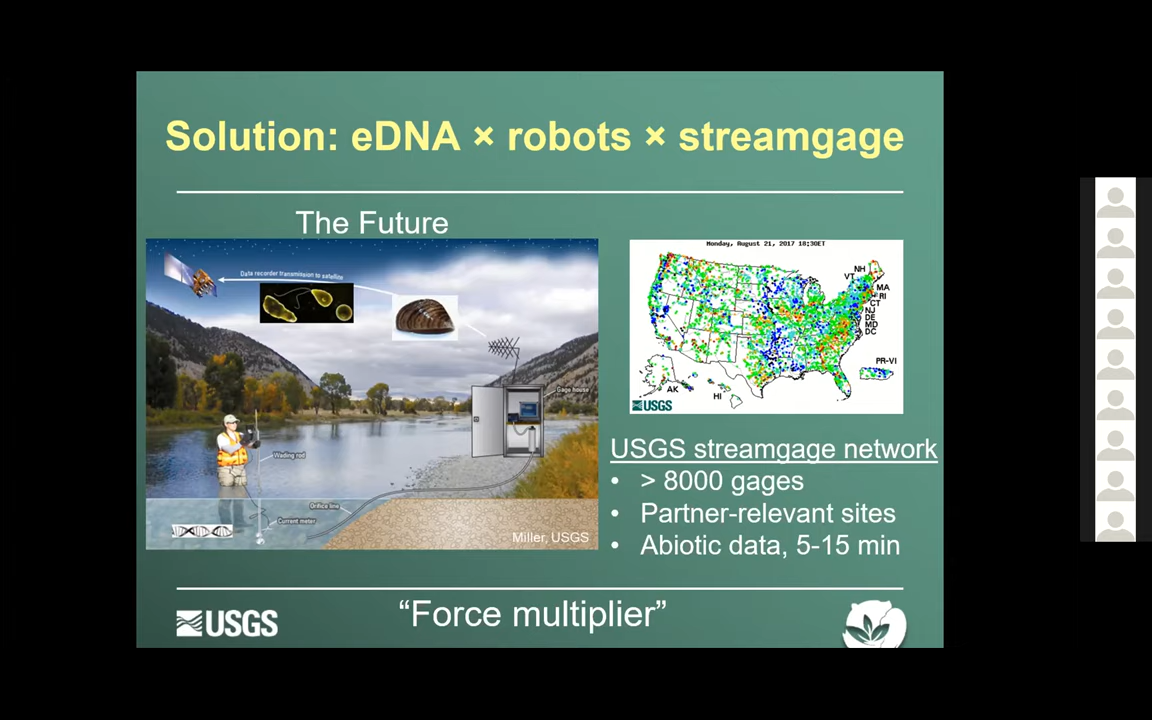 Solution: eDNA × robots × streamgage
The Future
Data recorder transmission to satellite
Gage house
Wading rod
Orifice line
Current meter
Miller, USGS
Monday, August 21, 2017 18:30ET
NH
VT
MA
RI
CT
NJ
DE
MD
DC
PR-VI
AK
HI
USGS
USGS streamgage network
• > 8000 gages
• Partner-relevant sites
• Abiotic data, 5-15 min
“Force multiplier”
USGS